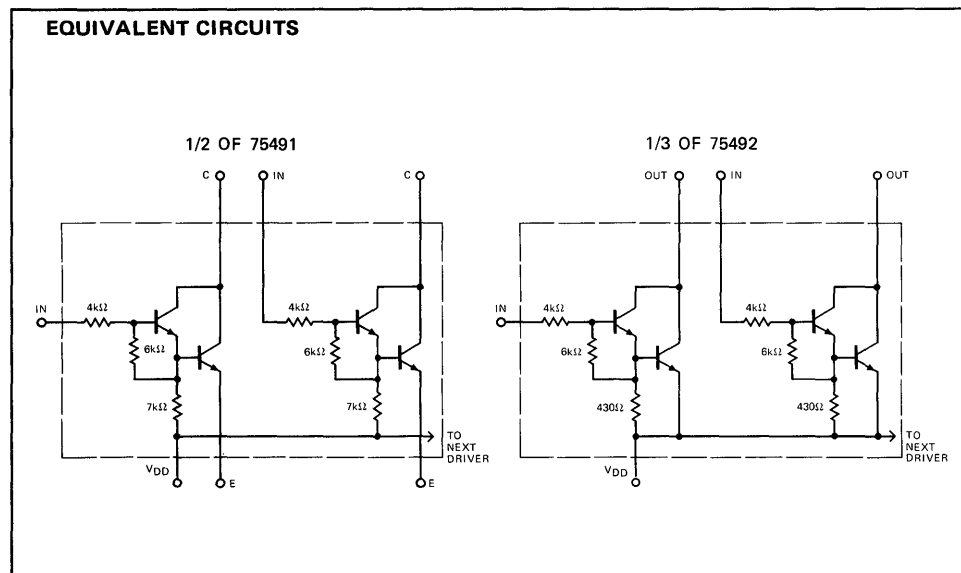 EQUIVALENT CIRCUITS
1/2 OF 75491
C
IN
C
IN
4kΩ
6kΩ
7kΩ
4kΩ
6kΩ
7kΩ
TO
NEXT
DRIVER
VDD
E
E
1/3 OF 75492
OUT
IN
OUT
IN
4kΩ
6kΩ
430Ω
4kΩ
6kΩ
430Ω
TO
NEXT
DRIVER
VDD